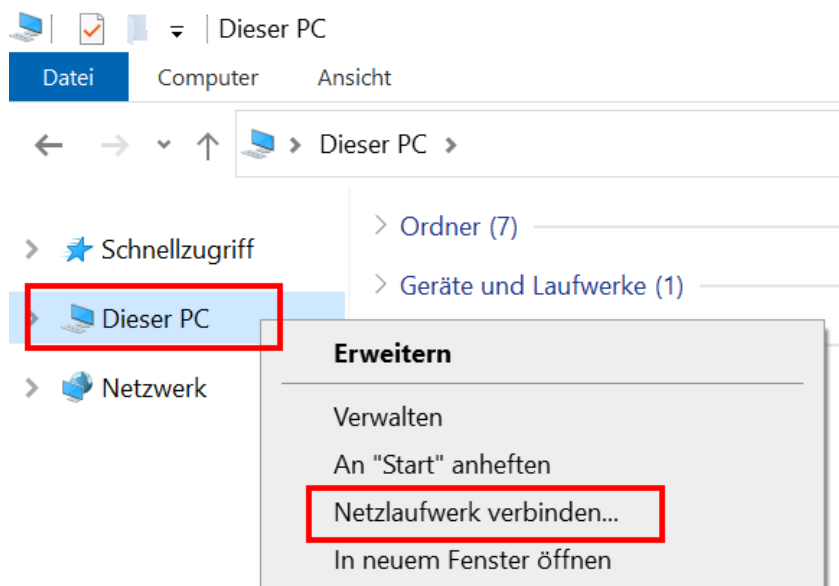 Dieser PC
Datei Computer Ansicht
Dieser PC
Ordner (7)
Schnellzugriff
Geräte und Laufwerke (1)
Dieser PC
Erweitern
Netzwerk
Verwalten
An "Start" anheften
Netzlaufwerk verbinden...
In neuem Fenster öffnen